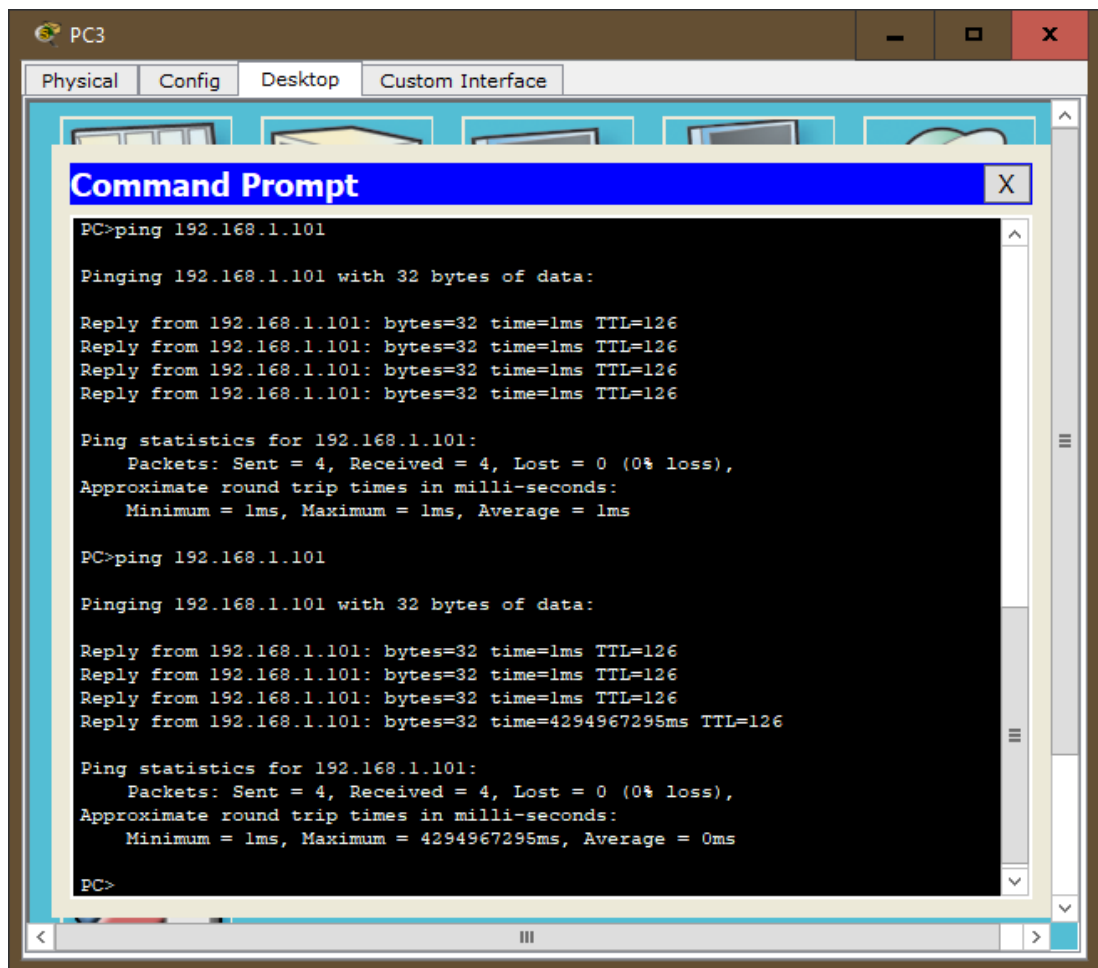 PC3
Physical Config Desktop Custom Interface
Command Prompt X
PC>ping 192.168.1.101
Pinging 192.168.1.101 with 32 bytes of data:
Reply from 192.168.1.101: bytes=32 time=1ms TTL=126
Reply from 192.168.1.101: bytes=32 time=1ms TTL=126
Reply from 192.168.1.101: bytes=32 time=1ms TTL=126
Reply from 192.168.1.101: bytes=32 time=1ms TTL=126
Ping statistics for 192.168.1.101:
Packets: Sent = 4, Received = 4, Lost = 0 (0% loss),
Approximate round trip times in milli-seconds:
Minimum = 1ms, Maximum = 1ms, Average = 1ms
PC>ping 192.168.1.101
Pinging 192.168.1.101 with 32 bytes of data:
Reply from 192.168.1.101: bytes=32 time=1ms TTL=126
Reply from 192.168.1.101: bytes=32 time=1ms TTL=126
Reply from 192.168.1.101: bytes=32 time=1ms TTL=126
Reply from 192.168.1.101: bytes=32 time=4294967295ms TTL=126
Ping statistics for 192.168.1.101:
Packets: Sent = 4, Received = 4, Lost = 0 (0% loss),
Approximate round trip times in milli-seconds:
Minimum = 1ms, Maximum = 4294967295ms, Average = 0ms
PC>